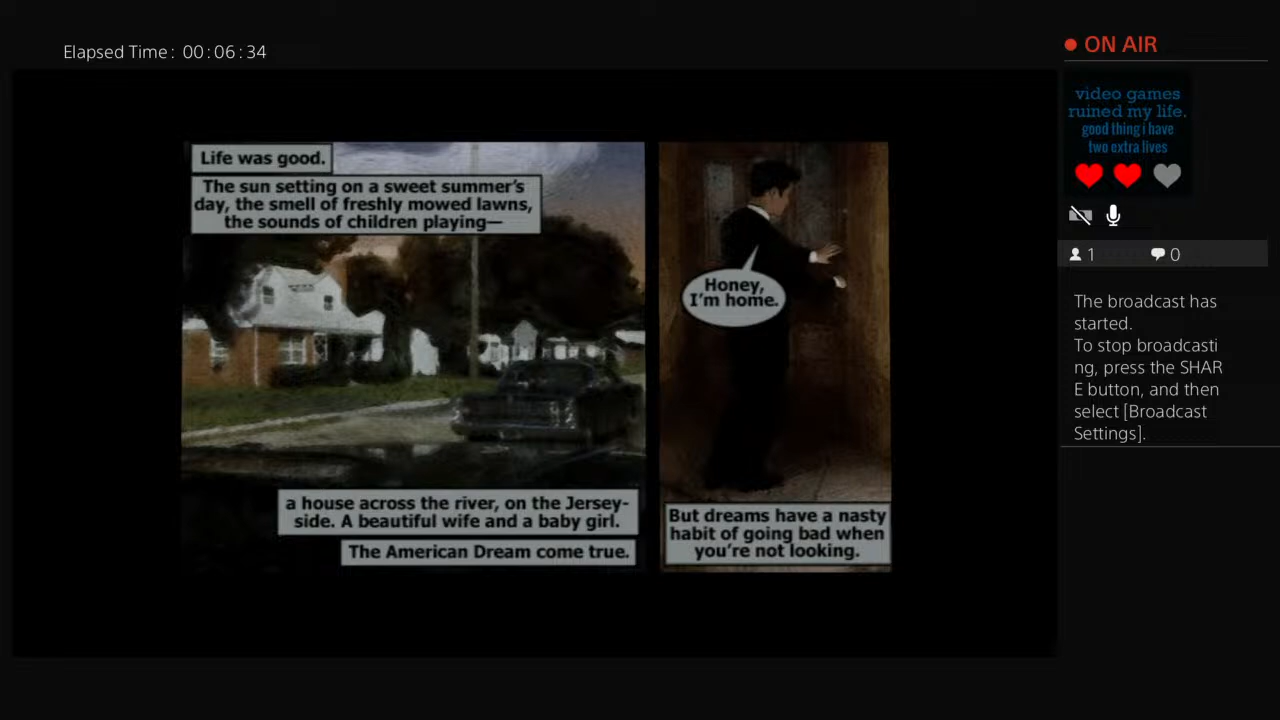 Elapsed Time: 00:06:34
ON AIR
video games
ruined my life.
good thing i have
two extra lives
1
0
The broadcast has
started.
To stop broadcasti
ng, press the SHAR
E button, and then
select [Broadcast
Settings].
Life was good.
The sun setting on a sweet summer's
day, the smell of freshly mowed lawns,
the sounds of children playing—
a house across the river, on the Jersey-
side. A beautiful wife and a baby girl.
The American Dream come true.
Honey,
I'm home.
But dreams have a nasty
habit of going bad when
you're not looking.